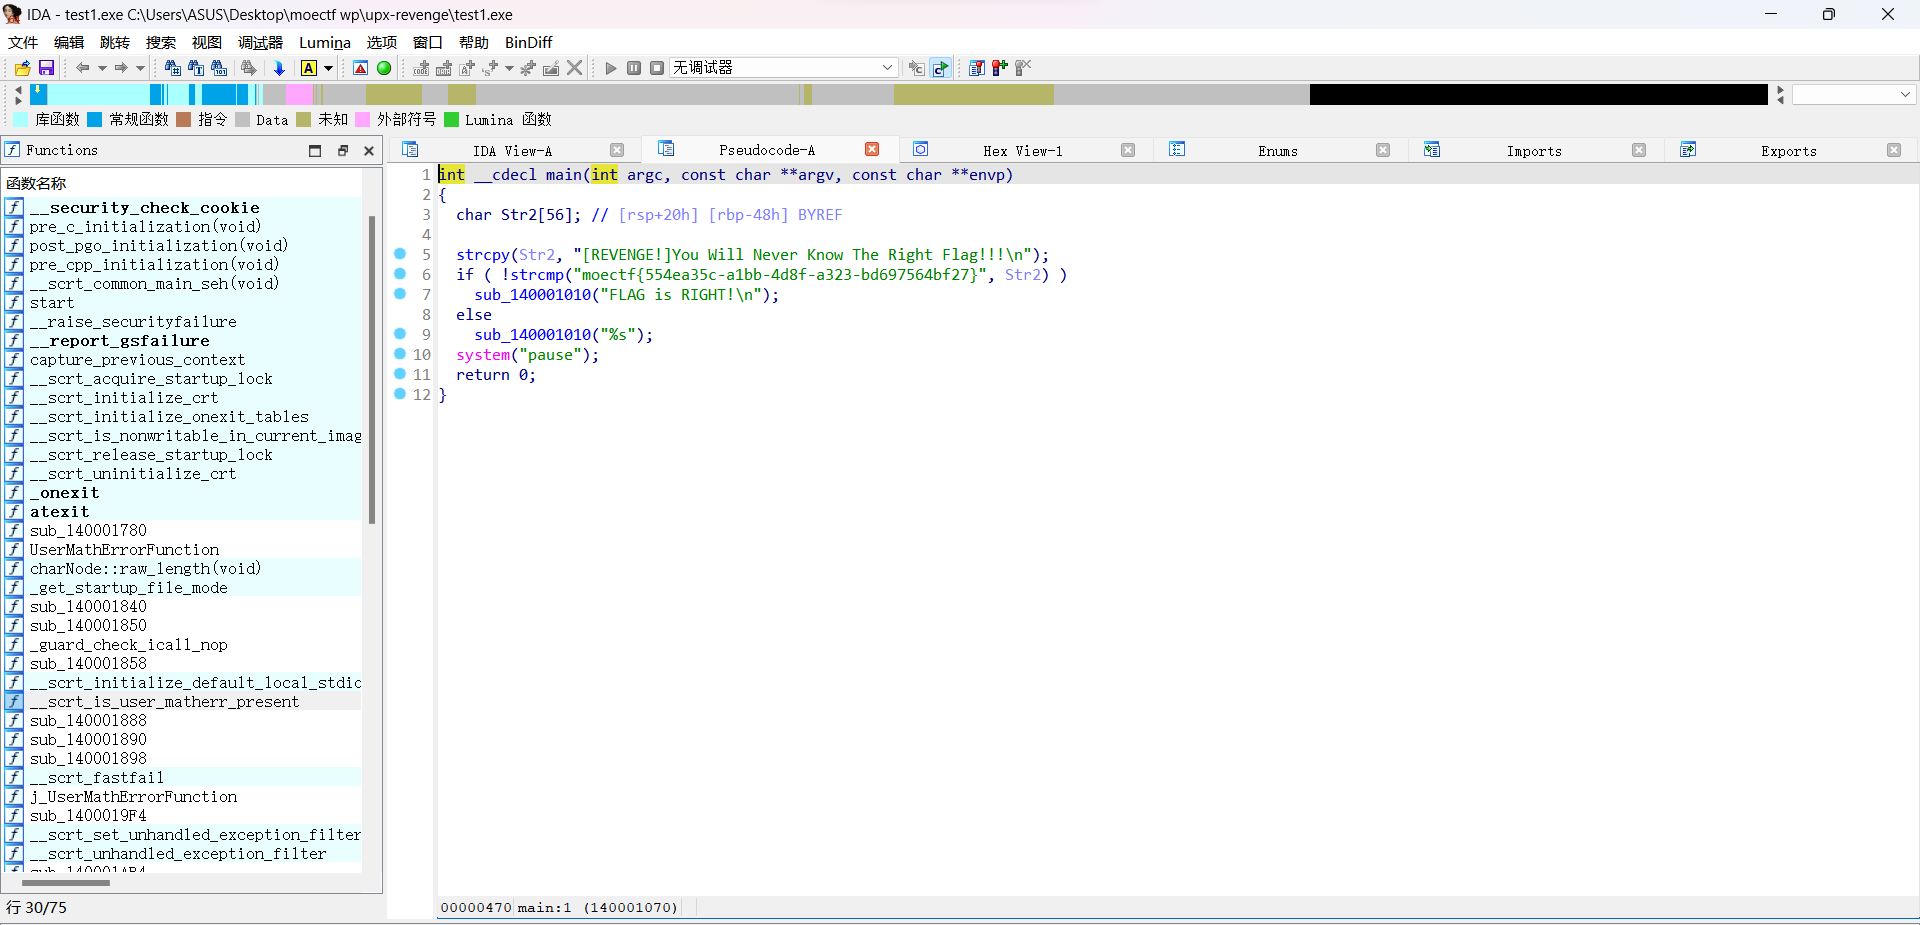 IDA - test1.exe C:\Users\ASUS\Desktop\moectf wp\upx-revenge\test1.exe
文件 编辑 跳转 搜索 视图 调试器 Lumina 选项 窗口 帮助 BinDiff
无调试器
库函数 常规函数 指令 Data 未知 外部符号 Lumina 函数
Functions
函数名称
__security_check_cookie
pre_c_initialization(void)
post_pgo_initialization(void)
pre_cpp_initialization(void)
__scrt_common_main_seh(void)
start
__raise_securityfailure
__report_gsfailure
capture_previous_context
__scrt_acquire_startup_lock
__scrt_initialize_crt
__scrt_initialize_onexit_tables
__scrt_is_nonwritable_in_current_imag
__scrt_release_startup_lock
__scrt_uninitialize_crt
_onexit
atexit
sub_140001780
UserMathErrorFunction
charNode::raw_length(void)
_get_startup_file_mode
sub_140001840
sub_140001850
_guard_check_icall_nop
sub_140001858
__scrt_initialize_default_local_stdio
__scrt_is_user_matherr_present
sub_140001888
sub_140001890
sub_140001898
__scrt_fastfail
j_UserMathErrorFunction
sub_1400019F4
__scrt_set_unhandled_exception_filter
__scrt_unhandled_exception_filter
行 30/75
IDA View-A Pseudocode-A Hex View-1 Enums Imports Exports
1 int __cdecl main(int argc, const char **argv, const char **envp)
2 {
3 char Str2[56]; // [rsp+20h] [rbp-48h] BYREF
4
5 strcpy(Str2, "[REVENGE!]You Will Never Know The Right Flag!!!\n");
6 if ( !strcmp("moectf{554ea35c-a1bb-4d8f-a323-bd697564bf27}", Str2) )
7 sub_140001010("FLAG is RIGHT!\n");
8 else
9 sub_140001010("%s");
10 system("pause");
11 return 0;
12 }
00000470 main:1 (140001070)